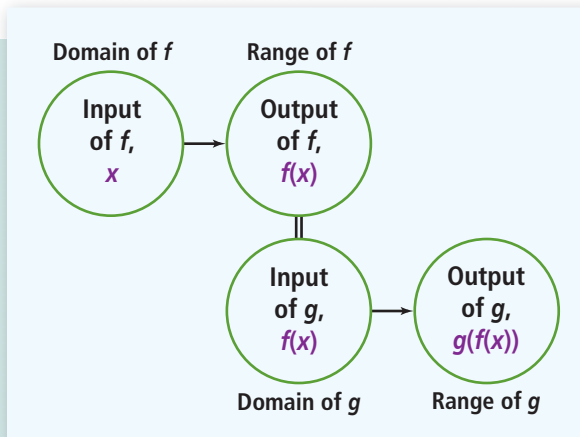 Domain of f
Range of f
Input
of f,
x
Output
of f,
f(x)
Input
of g,
f(x)
Output
of g,
g(f(x))
Domain of g
Range of g